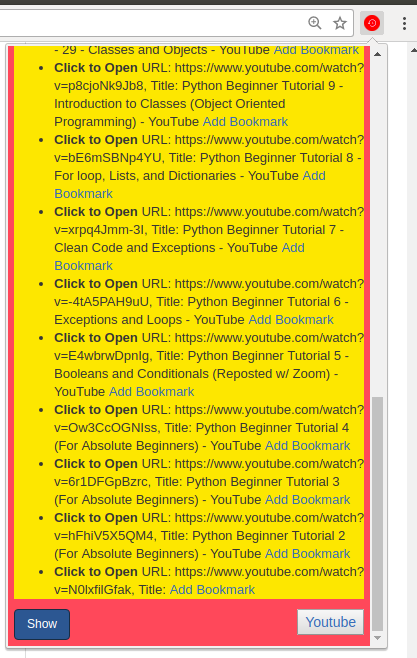 - 29 - Classes and Objects - YouTube Add Bookmark
Click to Open URL: https://www.youtube.com/watch?
v=p8cjoNk9Jb8, Title: Python Beginner Tutorial 9 -
Introduction to Classes (Object Oriented
Programming) - YouTube Add Bookmark
Click to Open URL: https://www.youtube.com/watch?
v=bE6mSBNp4YU, Title: Python Beginner Tutorial 8 -
For loop, Lists, and Dictionaries - YouTube Add
Bookmark
Click to Open URL: https://www.youtube.com/watch?
v=xrpq4Jmm-3I, Title: Python Beginner Tutorial 7 -
Clean Code and Exceptions - YouTube Add
Bookmark
Click to Open URL: https://www.youtube.com/watch?
v=-4tA5PAH9uU, Title: Python Beginner Tutorial 6 -
Exceptions and Loops - YouTube Add Bookmark
Click to Open URL: https://www.youtube.com/watch?
v=E4wbrwDpnIg, Title: Python Beginner Tutorial 5 -
Booleans and Conditionals (Reposted w/ Zoom) -
YouTube Add Bookmark
Click to Open URL: https://www.youtube.com/watch?
v=Ow3CcOGNIss, Title: Python Beginner Tutorial 4
(For Absolute Beginners) - YouTube Add Bookmark
Click to Open URL: https://www.youtube.com/watch?
v=6r1DFGpBzrc, Title: Python Beginner Tutorial 3
(For Absolute Beginners) - YouTube Add Bookmark
Click to Open URL: https://www.youtube.com/watch?
v=hFhiV5X5QM4, Title: Python Beginner Tutorial 2
(For Absolute Beginners) - YouTube Add Bookmark
Click to Open URL: https://www.youtube.com/watch?
v=N0lxfilGfak, Title: Add Bookmark
Show
Youtube